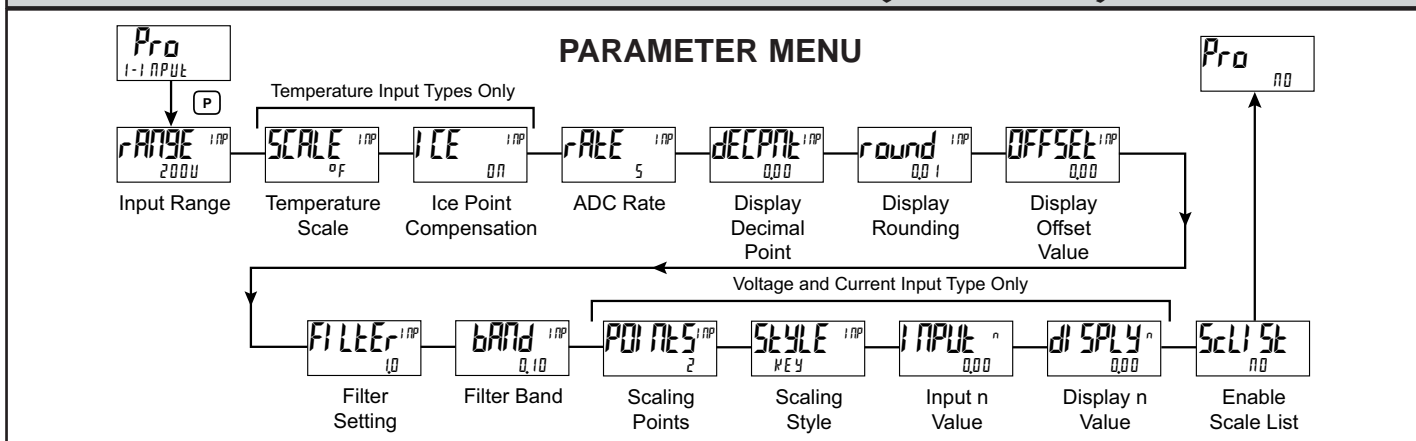 PARAMETER MENU
Pro
1-INPUt
P
Pro
NO
Temperature Input Types Only
rANGE INP
200U
SCALE INP
°F
ICE INP
ON
rAtE INP
5
dECPNt INP
0.00
round INP
0.01
OFFSEt INP
0.00
Input Range
Temperature
Scale
Ice Point
Compensation
ADC Rate
Display
Decimal
Point
Display
Rounding
Display
Offset
Value
Voltage and Current Input Type Only
FILtEr INP
1.0
bANd INP
0.10
POINtS INP
2
StYLE INP
KEY
INPUt n
0.00
dISPLY n
0.00
ScLISt
NO
Filter
Setting
Filter Band
Scaling
Points
Scaling
Style
Input n
Value
Display n
Value
Enable
Scale List